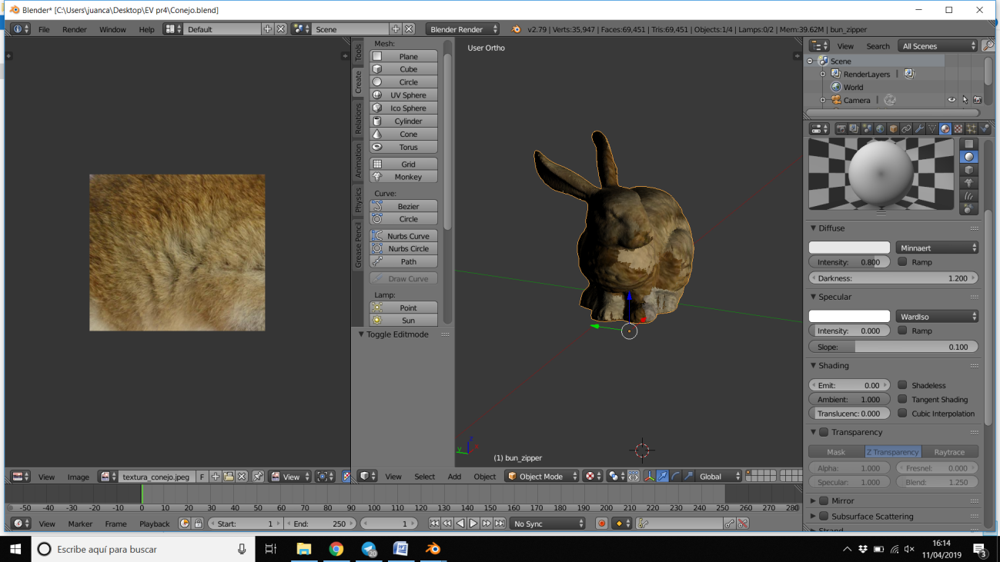 Blender* [C:\Users\juanca\Desktop\EV pr4\Conejo.blend]
File Render Window Help Default Scene Blender Render v2.79 | Verts:35,947 | Faces:69,451 | Tris:69,451 | Objects:1/4 | Lamps:0/2 | Mem:39.62M | bun_zipper
Tools
Create
Relations
Animation
Physics
Grease Pencil
Mesh:
Plane
Cube
Circle
UV Sphere
Ico Sphere
Cylinder
Cone
Torus
Grid
Monkey
Curve:
Bezier
Circle
Nurbs Curve
Nurbs Circle
Path
Draw Curve
Lamp:
Point
Sun
Toggle Editmode
User Ortho
z
y
(1) bun_zipper
View Search All Scenes
Scene
RenderLayers |
World
Camera |
Diffuse
Minnaert
Intensity: 0.800 Ramp
Darkness: 1.200
Specular
WardIso
Intensity: 0.000 Ramp
Slope: 0.100
Shading
Emit: 0.00 Shadeless
Ambient: 1.000 Tangent Shading
Translucenc: 0.000 Cubic Interpolation
Transparency
Mask Z Transparency Raytrace
Alpha: 1.000 Fresnel: 0.000
Specular: 1.000 Blend: 1.250
Mirror
Subsurface Scattering
Strand
View Image textura_conejo.jpeg F View
View Select Add Object Object Mode Global
-50 -40 -30 -20 -10 0 10 20 30 40 50 60 70 80 90 100 110 120 130 140 150 160 170 180 190 200 210 220 230 240 250 260 270 280
View Marker Frame Playback Start: 1 End: 250 1 No Sync
Escribe aquí para buscar
20
16:14
11/04/2019
3